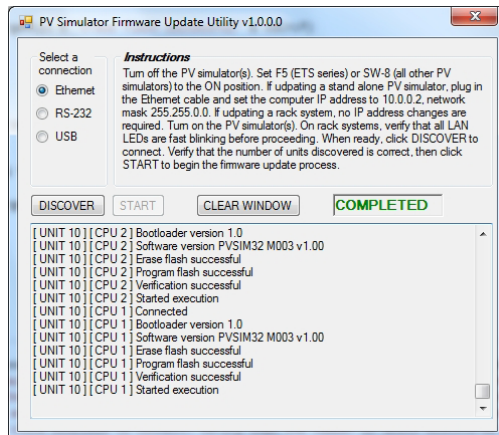 PV Simulator Firmware Update Utility v1.0.0.0
x
Select a
connection
Ethernet
RS-232
USB
Instructions
Turn off the PV simulator(s). Set F5 (ETS series) or SW-8 (all other PV
simulators) to the ON position. If udpating a stand alone PV simulator, plug in
the Ethernet cable and set the computer IP address to 10.0.0.2, network
mask 255.255.0.0. If udpating a rack system, no IP address changes are
required. Turn on the PV simulator(s). On rack systems, verify that all LAN
LEDs are fast blinking before proceeding. When ready, click DISCOVER to
connect. Verify that the number of units discovered is correct, then click
START to begin the firmware update process.
DISCOVER START CLEAR WINDOW COMPLETED
[ UNIT 10 ] [ CPU 2 ] Bootloader version 1.0
[ UNIT 10 ] [ CPU 2 ] Software version PVSIM32 M003 v1.00
[ UNIT 10 ] [ CPU 2 ] Erase flash successful
[ UNIT 10 ] [ CPU 2 ] Program flash successful
[ UNIT 10 ] [ CPU 2 ] Verification successful
[ UNIT 10 ] [ CPU 2 ] Started execution
[ UNIT 10 ] [ CPU 1 ] Connected
[ UNIT 10 ] [ CPU 1 ] Bootloader version 1.0
[ UNIT 10 ] [ CPU 1 ] Software version PVSIM32 M003 v1.00
[ UNIT 10 ] [ CPU 1 ] Erase flash successful
[ UNIT 10 ] [ CPU 1 ] Program flash successful
[ UNIT 10 ] [ CPU 1 ] Verification successful
[ UNIT 10 ] [ CPU 1 ] Started execution